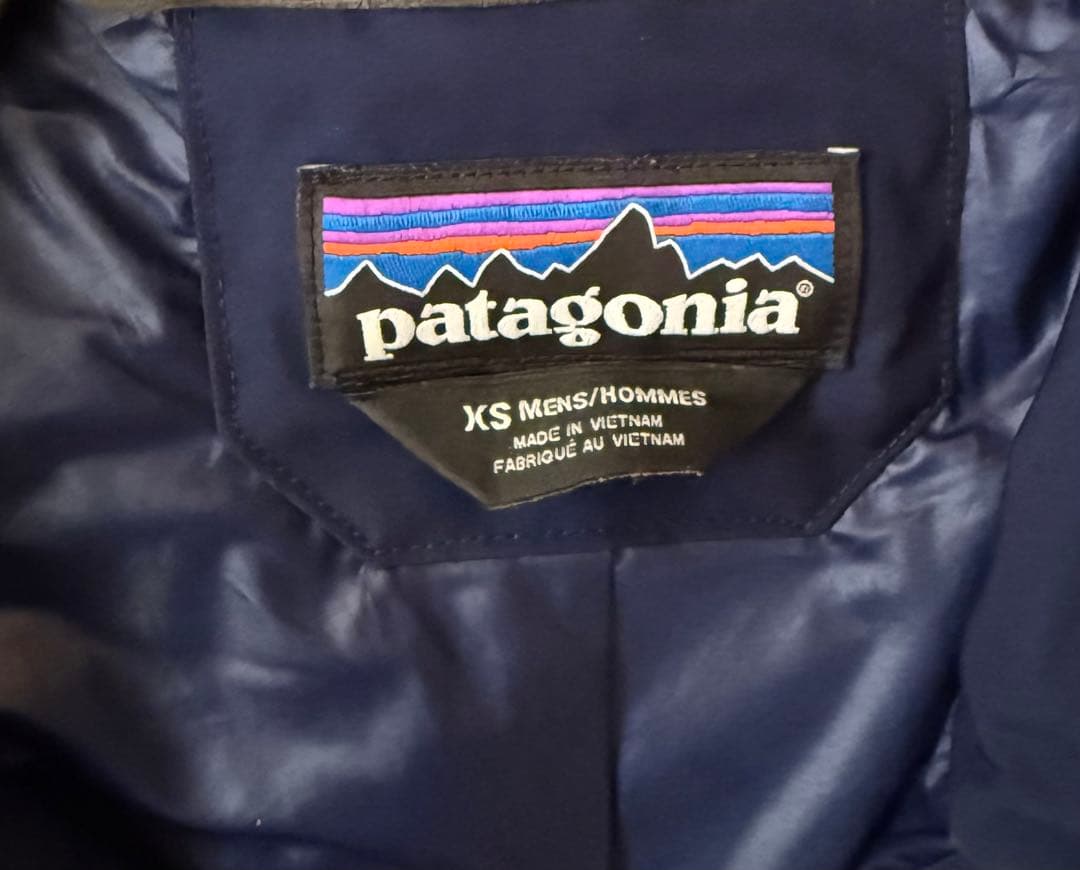 patagonia®
XS MENS/HOMMES
MADE IN VIETNAM
FABRIQUÉ AU VIETNAM